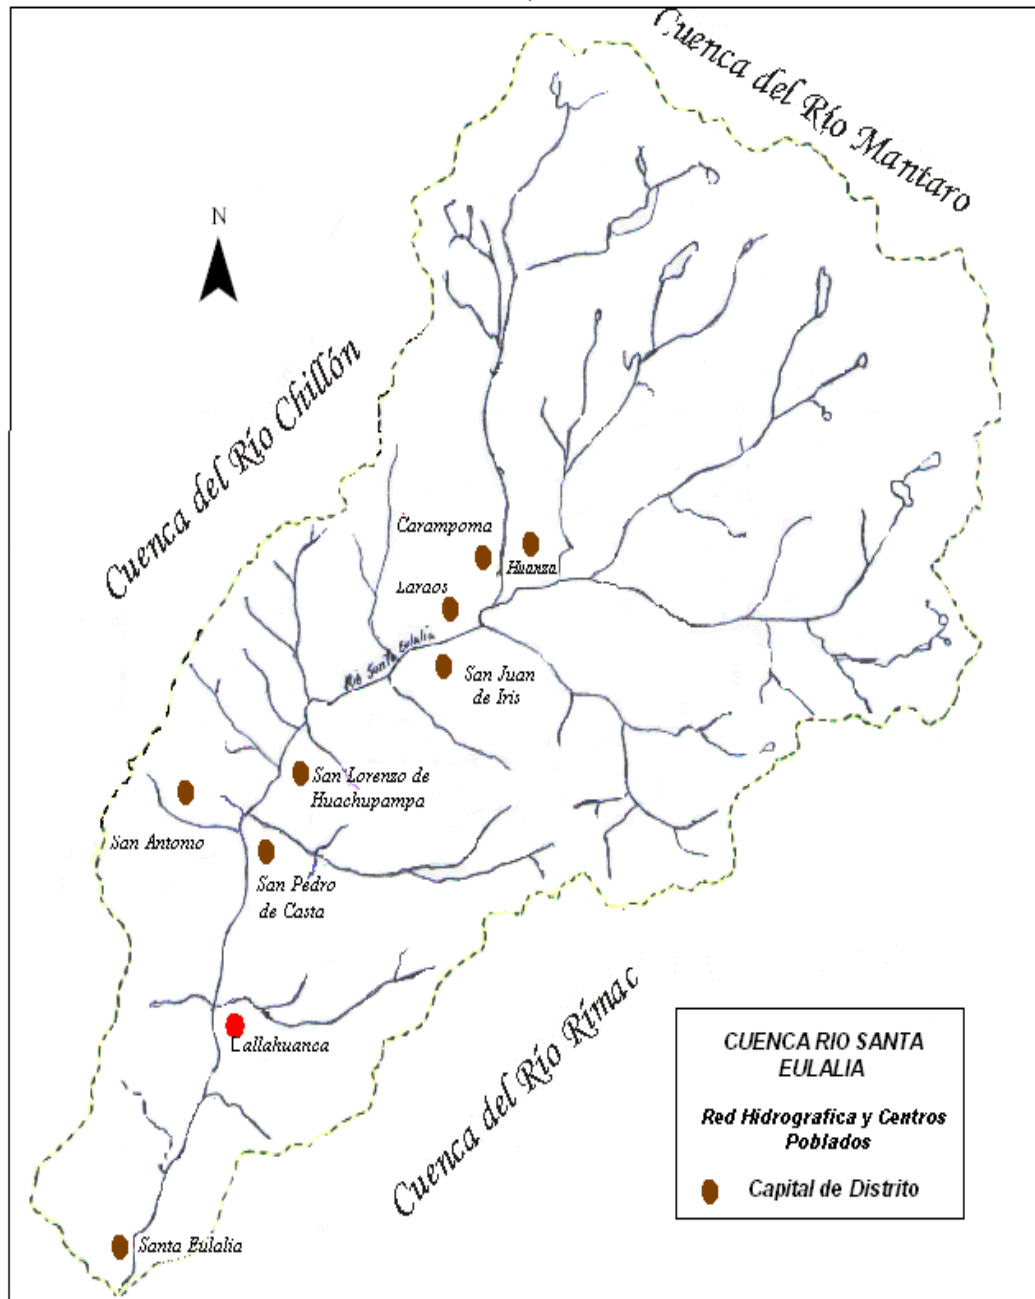 Cuenca del Río Mantaro
N
Cuenca del Río Chillón
Carampoma
Huanza
Laraos
Rio Santa Eulalia
San Juan
de Iris
San Lorenzo de
Huachupampa
San Antonio
San Pedro
de Casta
Callahuanca
Cuenca del Río Rímac
Santa Eulalia
CUENCA RIO SANTA
EULALIA
Red Hidrografica y Centros
Poblados
Capital de Distrito